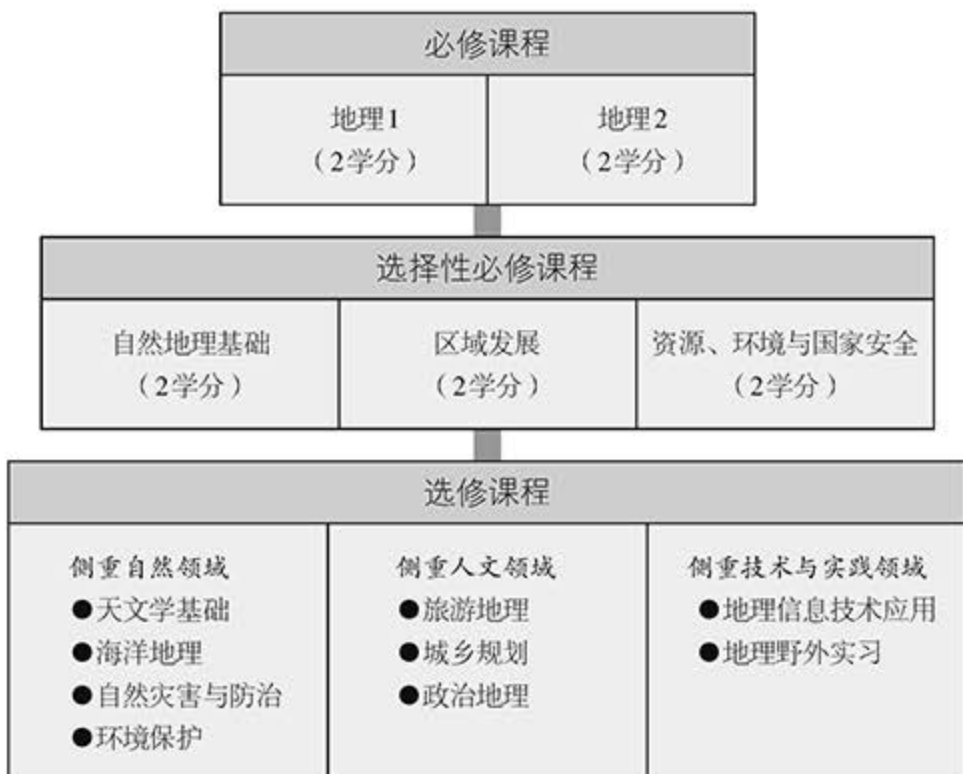 必修课程
地理1
（2学分）
地理2
（2学分）
选择性必修课程
自然地理基础
（2学分）
区域发展
（2学分）
资源、环境与国家安全
（2学分）
选修课程
侧重自然领域
●天文学基础
●海洋地理
●自然灾害与防治
●环境保护
侧重人文领域
●旅游地理
●城乡规划
●政治地理
侧重技术与实践领域
●地理信息技术应用
●地理野外实习